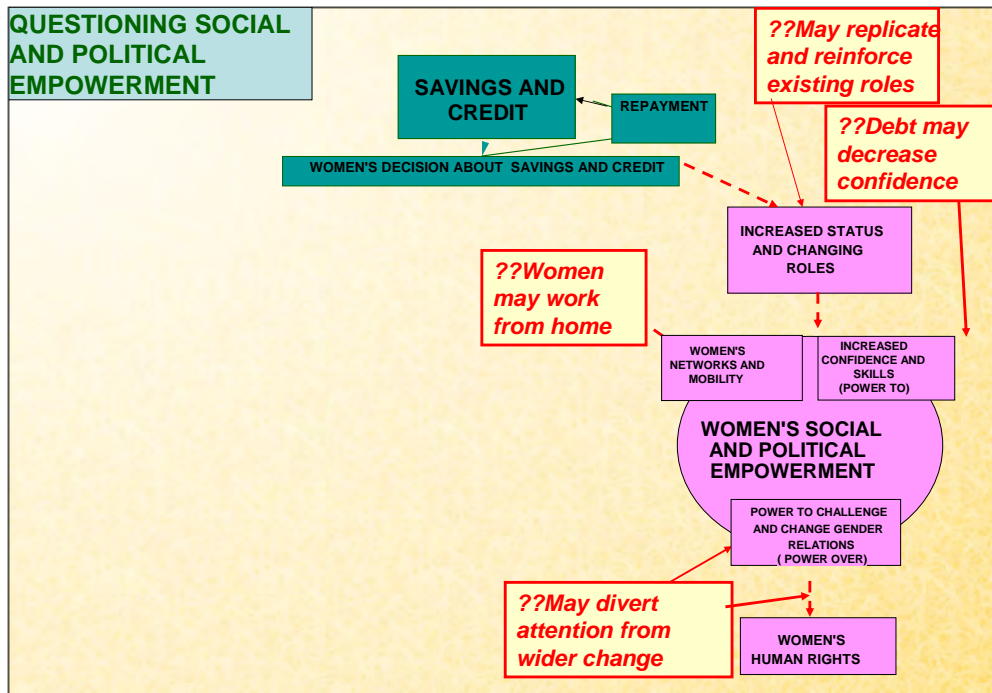 QUESTIONING SOCIAL
AND POLITICAL
EMPOWERMENT
??May replicate
and reinforce
existing roles
SAVINGS AND
CREDIT
REPAYMENT
??Debt may
decrease
confidence
WOMEN'S DECISION ABOUT SAVINGS AND CREDIT
INCREASED STATUS
AND CHANGING
ROLES
??Women
may work
from home
WOMEN'S
NETWORKS AND
MOBILITY
INCREASED
CONFIDENCE AND
SKILLS
(POWER TO)
WOMEN'S SOCIAL
AND POLITICAL
EMPOWERMENT
POWER TO CHALLENGE
AND CHANGE GENDER
RELATIONS
( POWER OVER)
??May divert
attention from
wider change
WOMEN'S
HUMAN RIGHTS